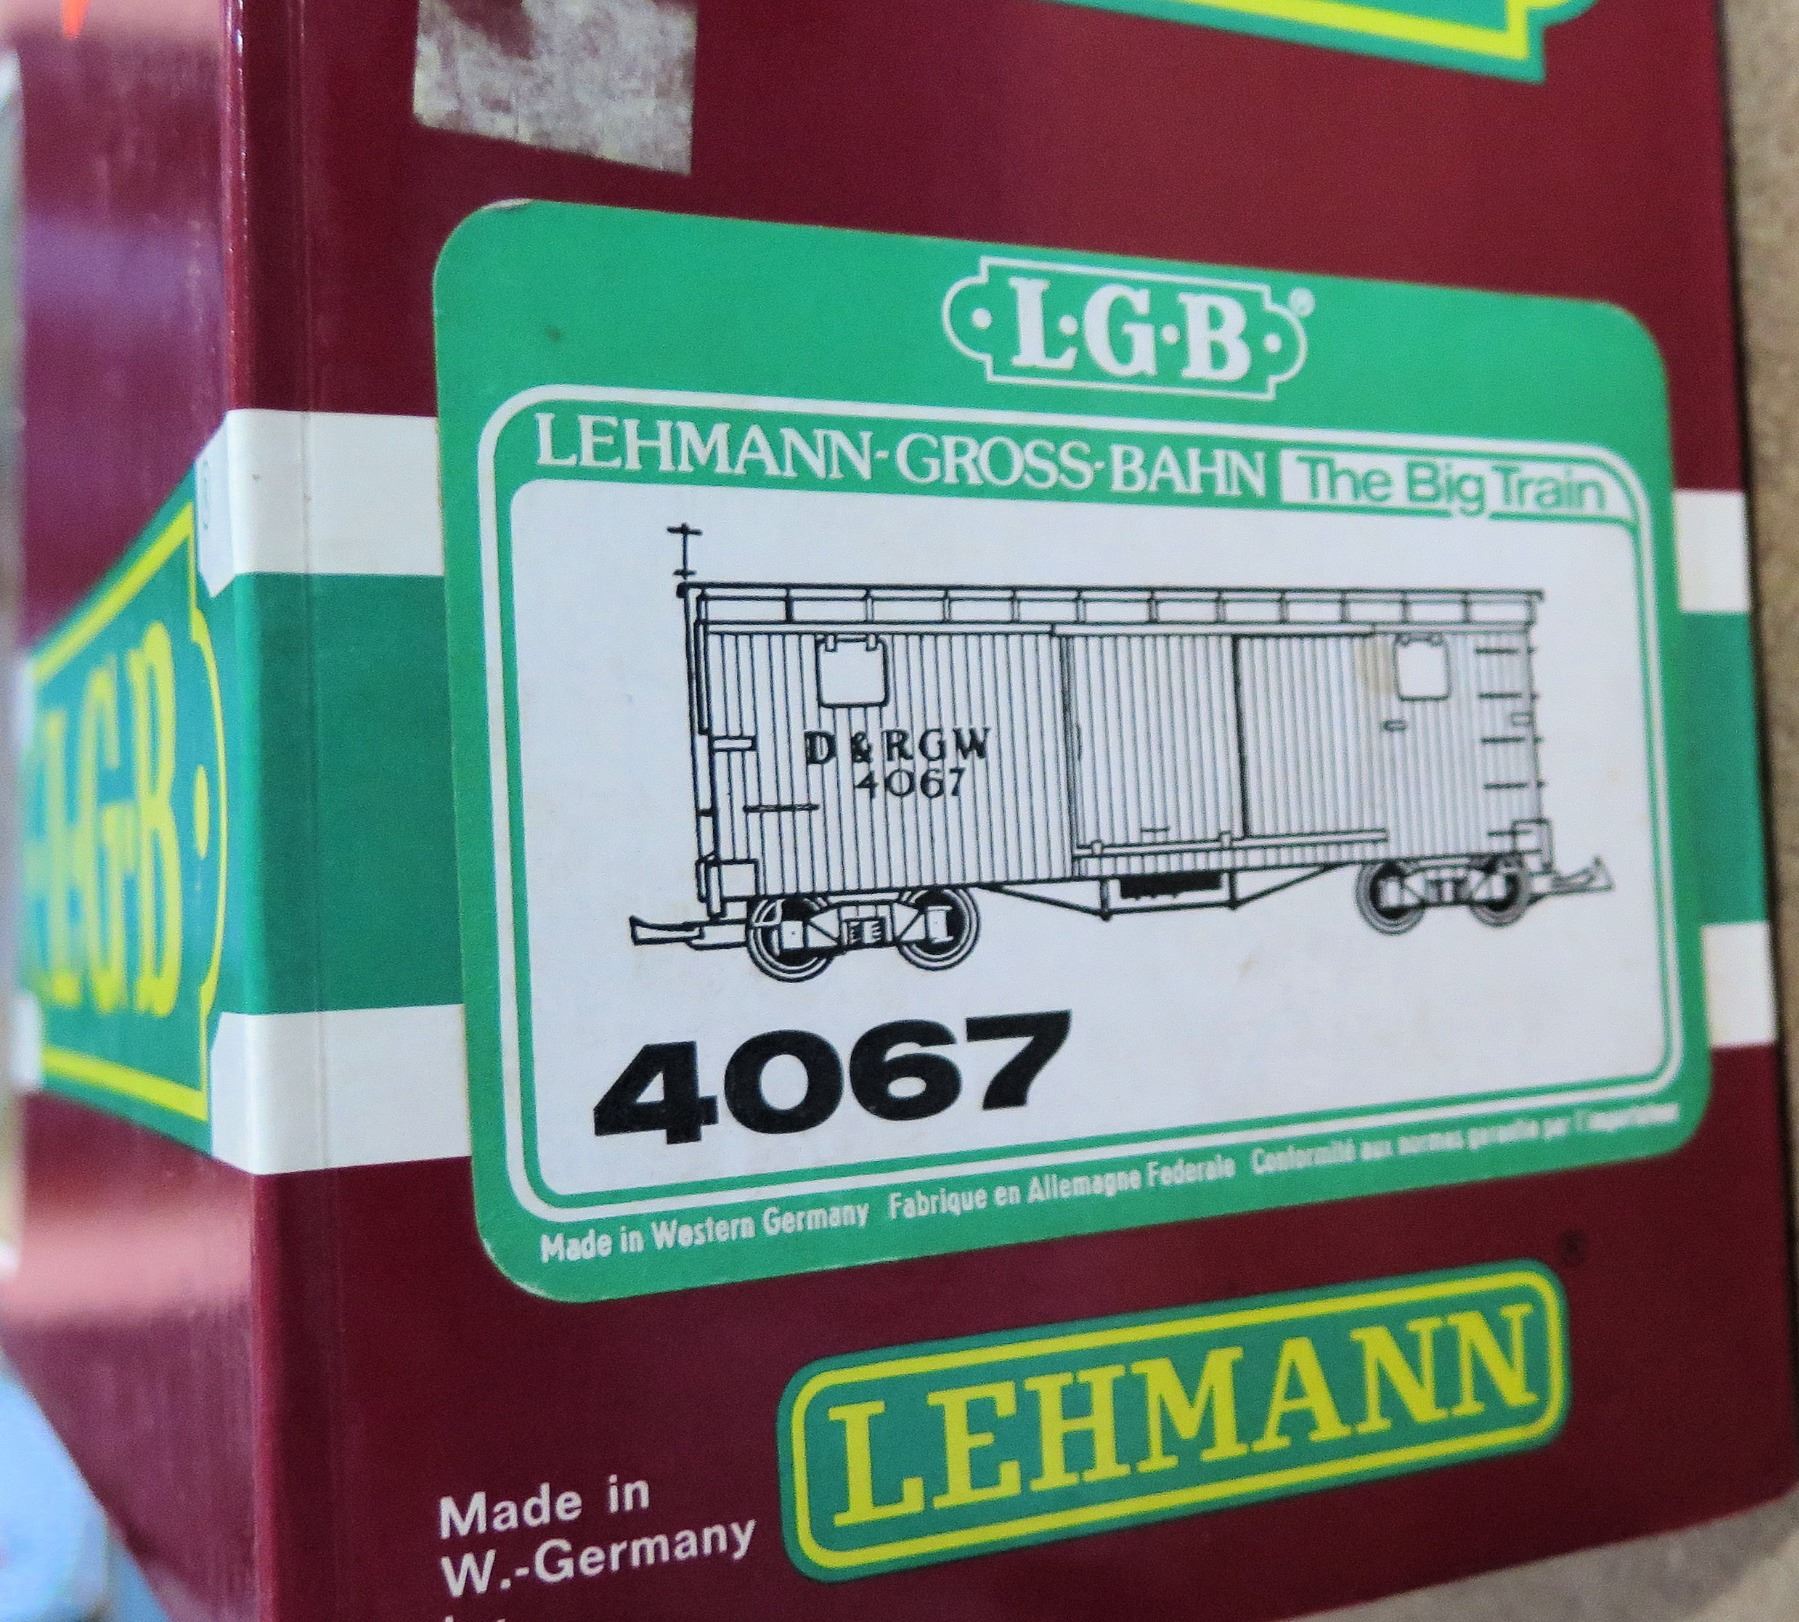 L·G·B
L·G·B®
LEHMANN-GROSS-BAHN The Big Train
D&RGW
4067
4067
Made in Western Germany Fabrique en Allemagne Federale Conformité aux normes garantie par l'importateur
LEHMANN®
Made in
W.-Germany